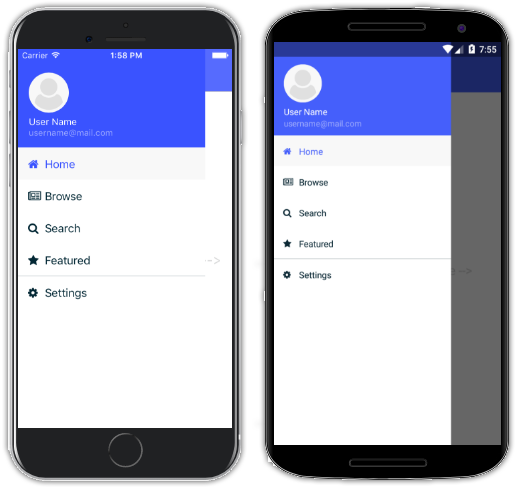 Carrier 1:58 PM
User Name
username@mail.com
Home
Browse
Search
Featured
Settings
-->
7:55
User Name
username@mail.com
Home
Browse
Search
Featured
Settings
-->